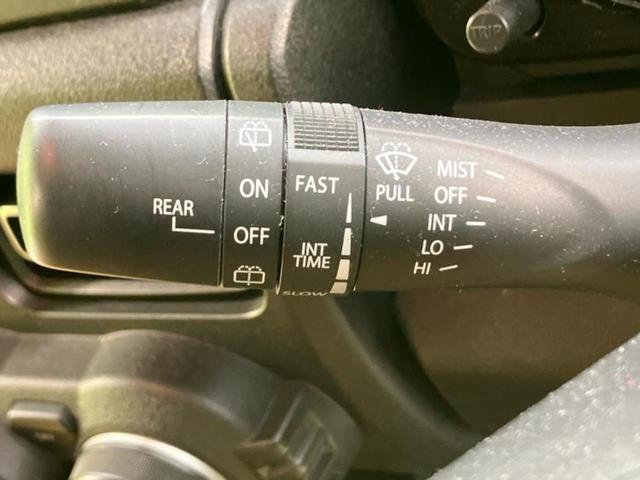 TRIP
REAR
ON
OFF
FAST
INT
TIME
SLOW
PULL
MIST
OFF
INT
LO
HI